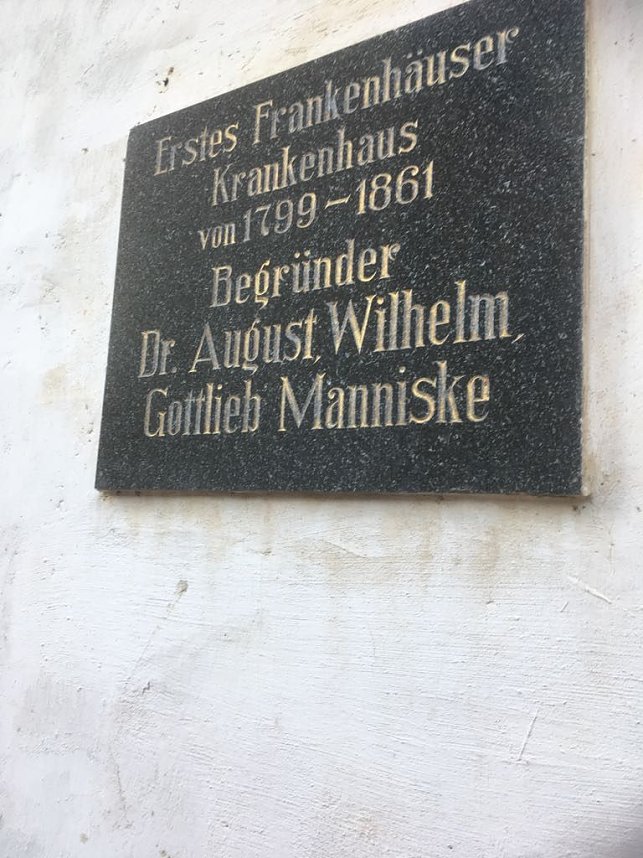 Erstes Frankenhäuser
Krankenhaus
von 1799-1861
Begründer
Dr. August, Wilhelm,
Gottlieb Manniske